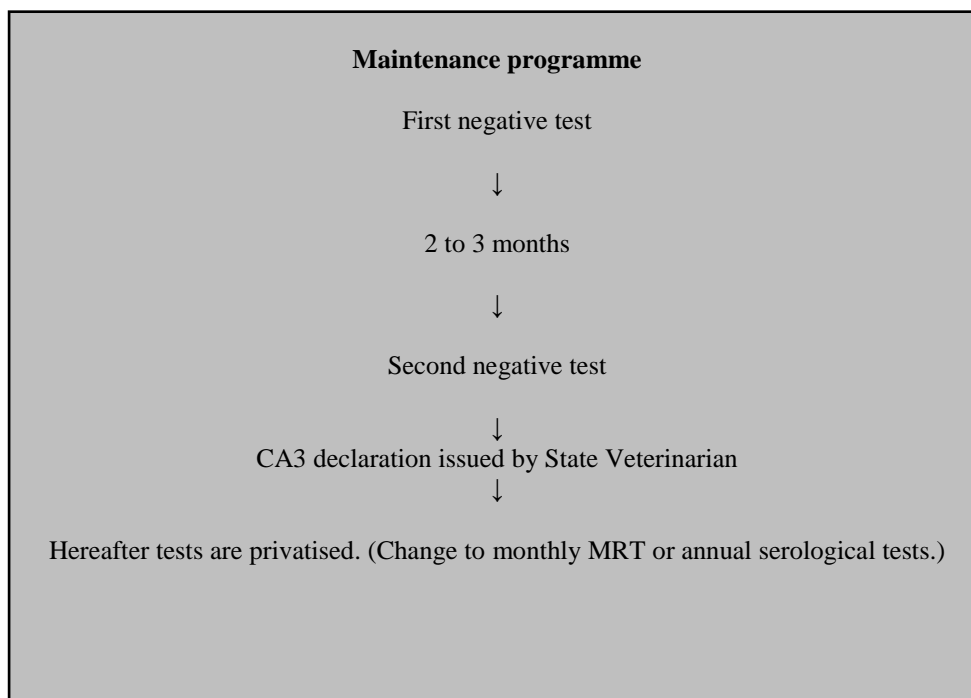 Maintenance programme
First negative test
↓
2 to 3 months
↓
Second negative test
↓
CA3 declaration issued by State Veterinarian
↓
Hereafter tests are privatised. (Change to monthly MRT or annual serological tests.)